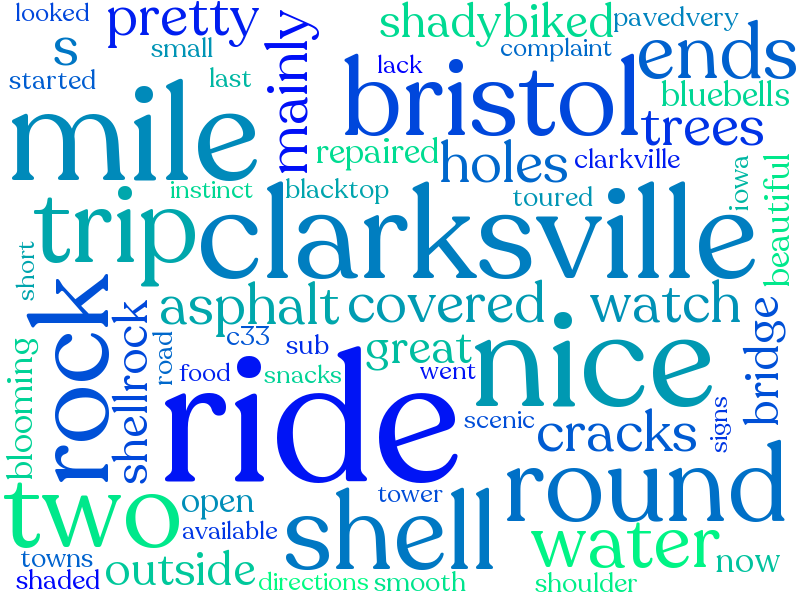 looked
pretty
shadybiked
pavedvery
s
small
mainly
complaint
ends
started
last
lack
bristol
bluebells
mile
trees
repaired
holes
clarkville
instinct
blacktop
toured
iowa
beautiful
trip
clarksville
short
rock
asphalt
covered
watch
shellrock
c33
sub
great
nice
bridge
blooming
road
food
snacks
went
ride
scenic
cracks
signs
two
open
tower
round
available
shell
water
now
towns
outside
shaded
directions
smooth
shoulder